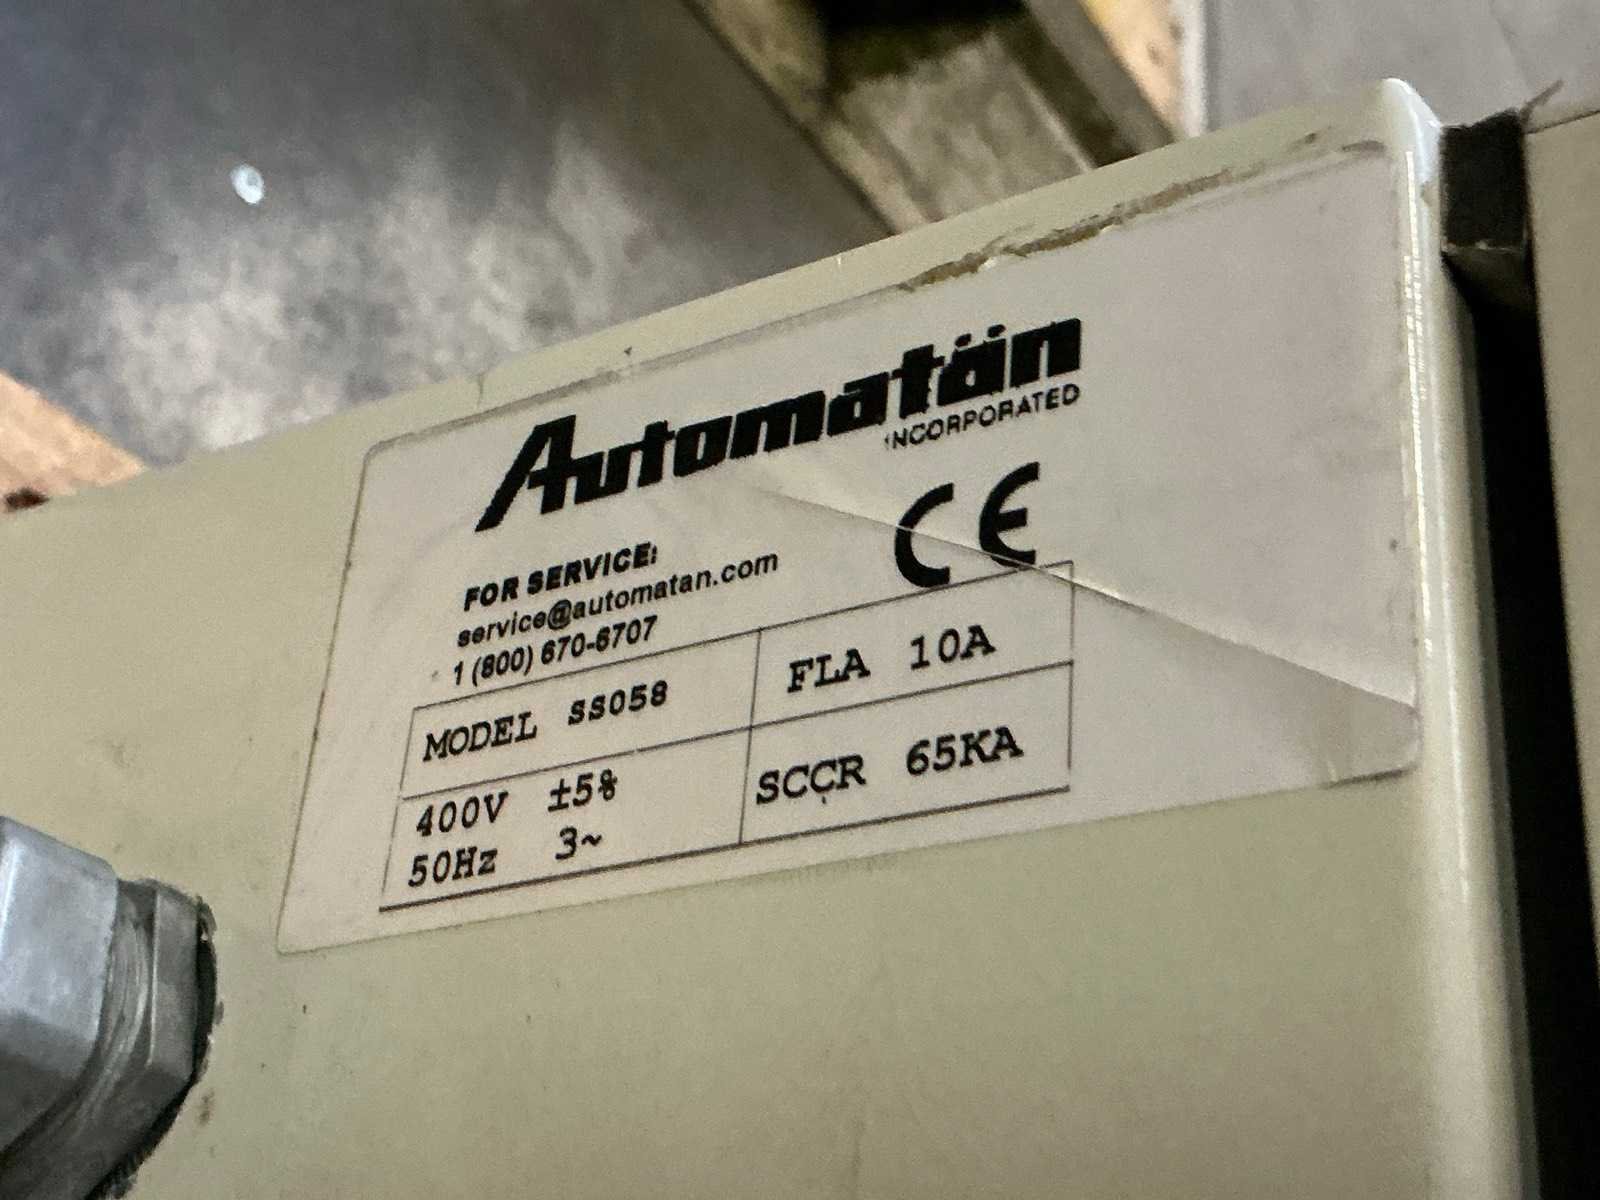 Automatän
INCORPORATED
CE
FOR SERVICE:
service@automatan.com
1 (800) 670-6707
MODEL SS058
FLA 10A
400V ±5%
50Hz 3~
SCCR 65KA